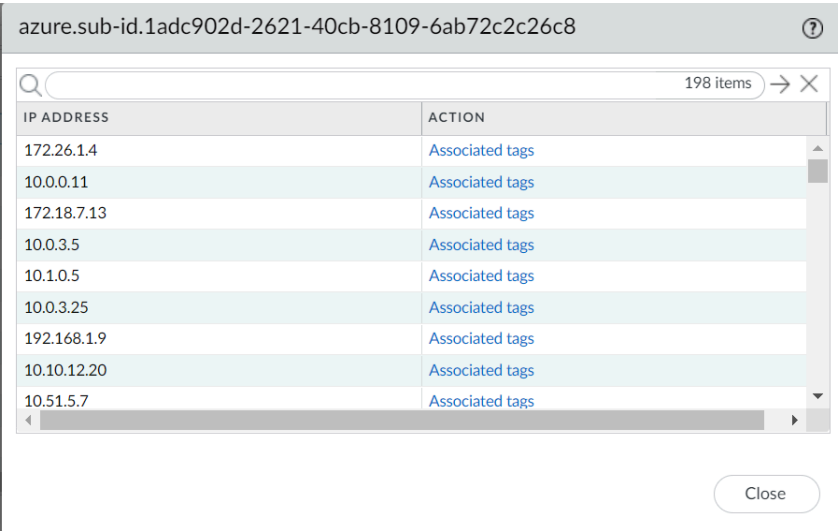 azure.sub-id.1adc902d-2621-40cb-8109-6ab72c2c26c8
198 items
IP ADDRESS ACTION
172.26.1.4 Associated tags
10.0.0.11 Associated tags
172.18.7.13 Associated tags
10.0.3.5 Associated tags
10.1.0.5 Associated tags
10.0.3.25 Associated tags
192.168.1.9 Associated tags
10.10.12.20 Associated tags
10.51.5.7 Associated tags
Close